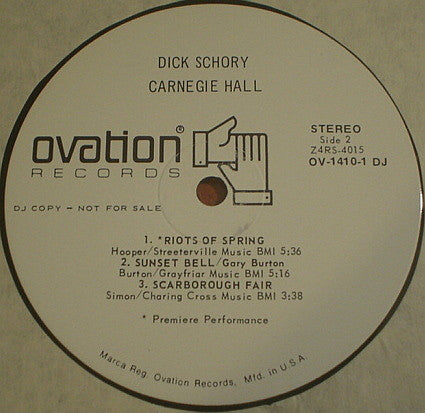 DICK SCHORY
CARNEGIE HALL
ovation®
RECORDS
STEREO
Side 2
Z4RS-4015
OV-1410-1 DJ
DJ COPY - NOT FOR SALE
1. *RIOTS OF SPRING
Hooper/Streeterville Music BMI 5:36
2. SUNSET BELL/Gary Burton
Burton/Grayfriar Music BMI 5:16
3. SCARBOROUGH FAIR
Simon/Charing Cross Music BMI 3:38
* Premiere Performance
Marca Reg. Ovation Records, Mfd. in U.S.A.